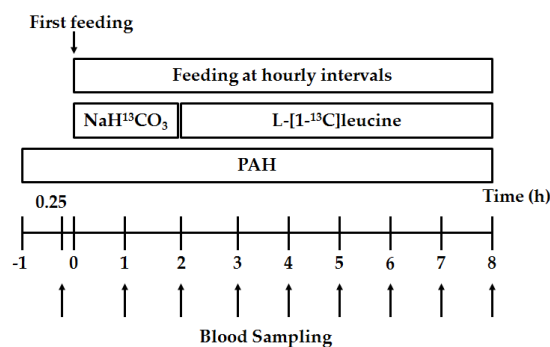 First feeding
Feeding at hourly intervals
NaH¹³CO₃ L-[1-¹³C]leucine
PAH
0.25 Time (h)
-1 0 1 2 3 4 5 6 7 8
Blood Sampling